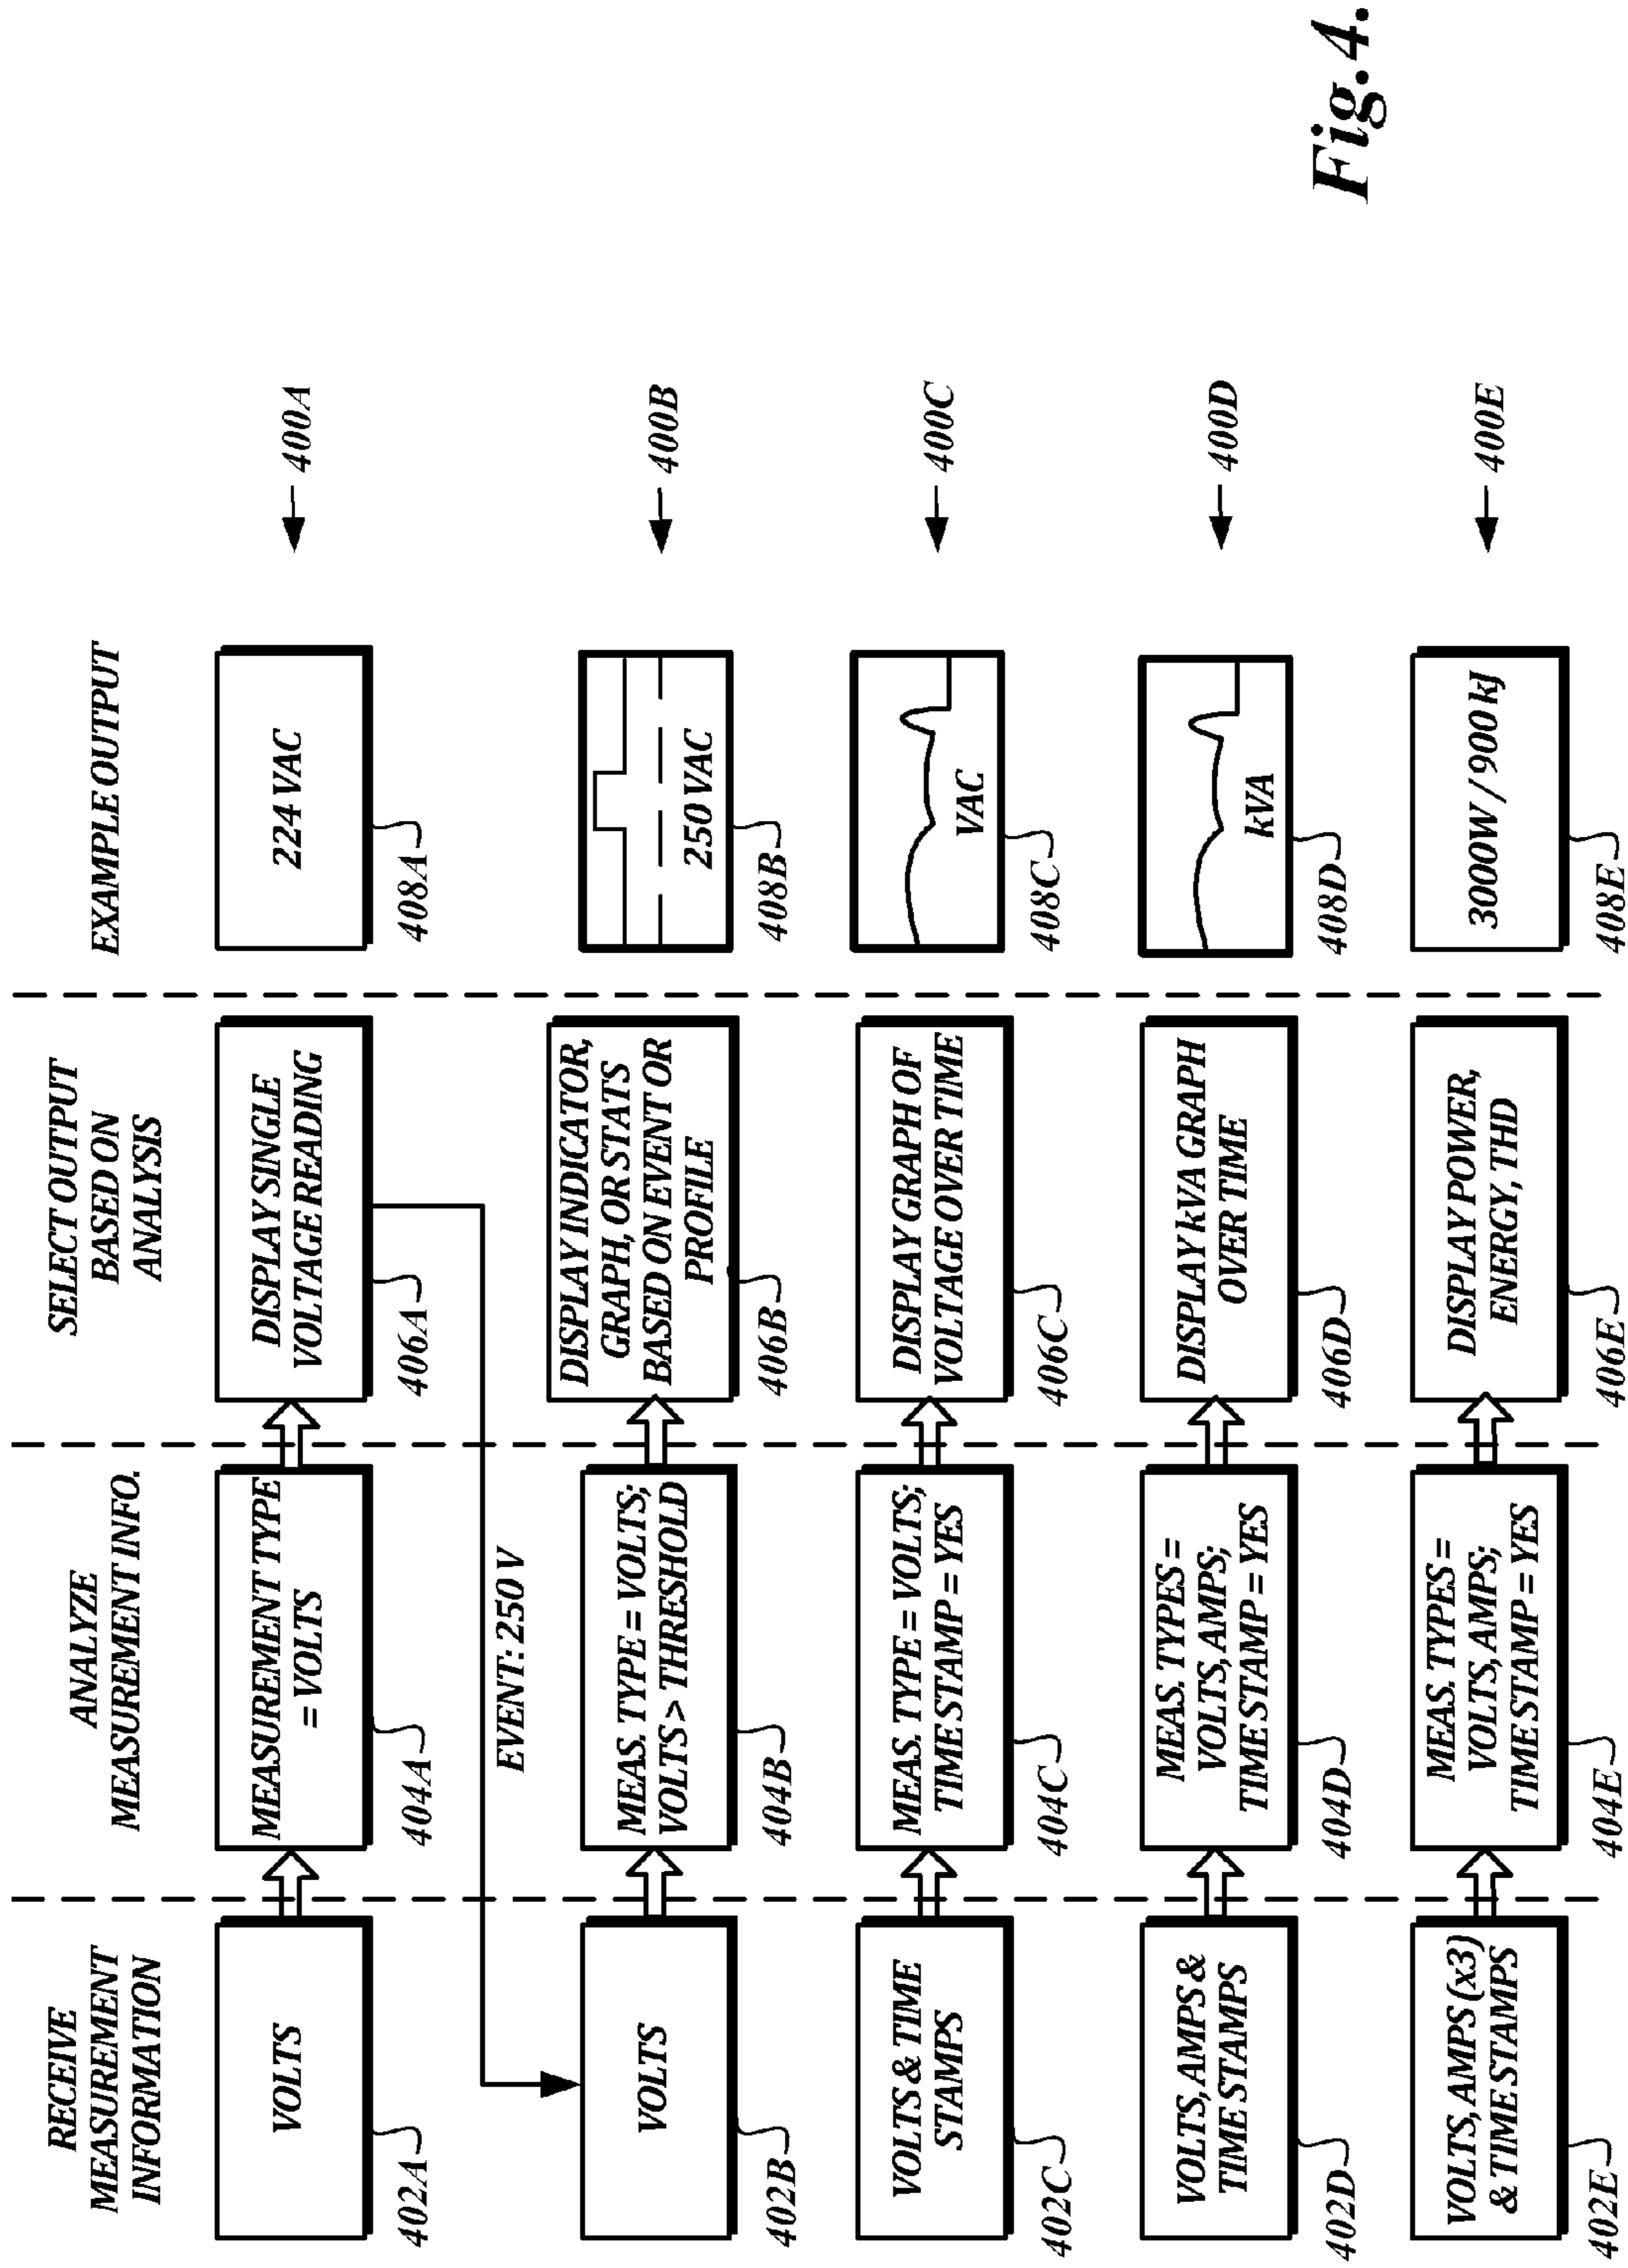 RECEIVE
MEASUREMENT
INFORMATION
ANALYZE
MEASUREMENT INFO.
SELECT OUTPUT
BASED ON
ANALYSIS
EXAMPLE OUTPUT
VOLTS
402A
MEASUREMENT TYPE
= VOLTS
404A
DISPLAY SINGLE
VOLTAGE READING
406A
224 VAC
408A
400A
EVENT: 250 V
VOLTS
402B
MEAS. TYPE = VOLTS;
VOLTS > THRESHOLD
404B
DISPLAY INDICATOR,
GRAPH, OR STATS
BASED ON EVENT OR
PROFILE
406B
250 VAC
408B
400B
VOLTS & TIME
STAMPS
402C
MEAS. TYPE = VOLTS;
TIME STAMP = YES
404C
DISPLAY GRAPH OF
VOLTAGE OVER TIME
406C
VAC
408C
400C
VOLTS, AMPS &
TIME STAMPS
402D
MEAS. TYPES =
VOLTS, AMPS;
TIME STAMP = YES
404D
DISPLAY kVA GRAPH
OVER TIME
406D
kVA
408D
400D
VOLTS, AMPS (x3)
& TIME STAMPS
402E
MEAS. TYPES =
VOLTS, AMPS;
TIME STAMP = YES
404E
DISPLAY POWER,
ENERGY, THD
406E
3000W / 900 kJ
408E
400E
Fig.4.